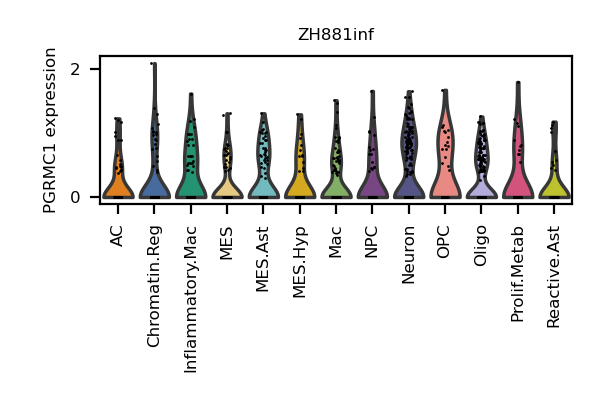 ZH881inf
PGRMC1 expression
2
0
AC
Chromatin.Reg
Inflammatory.Mac
MES
MES.Ast
MES.Hyp
Mac
NPC
Neuron
OPC
Oligo
Prolif.Metab
Reactive.Ast